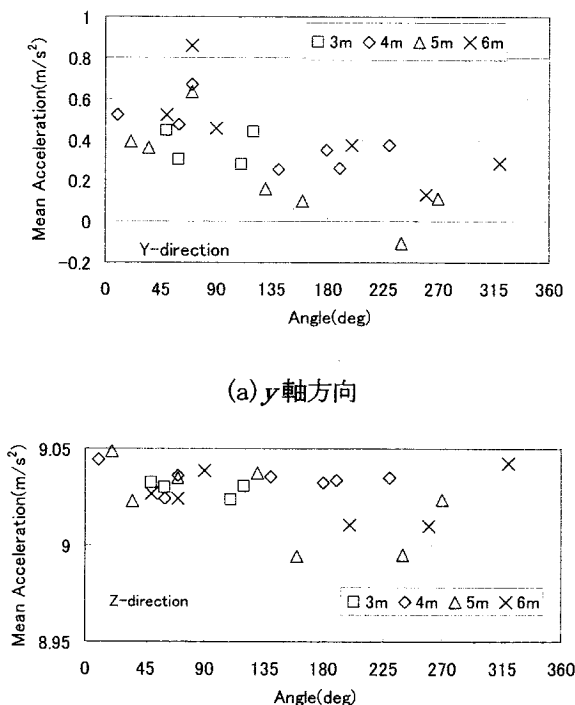 1
0.8
0.6
0.4
0.2
0
-0.2
Mean Acceleration(m/s²)
3m 4m 5m 6m
Y-direction
0 45 90 135 180 225 270 315 360
Angle(deg)
(a) y 軸方向
9.05
9
8.95
Mean Acceleration(m/s²)
Z-direction
3m 4m 5m 6m
0 45 90 135 180 225 270 315 360
Angle(deg)